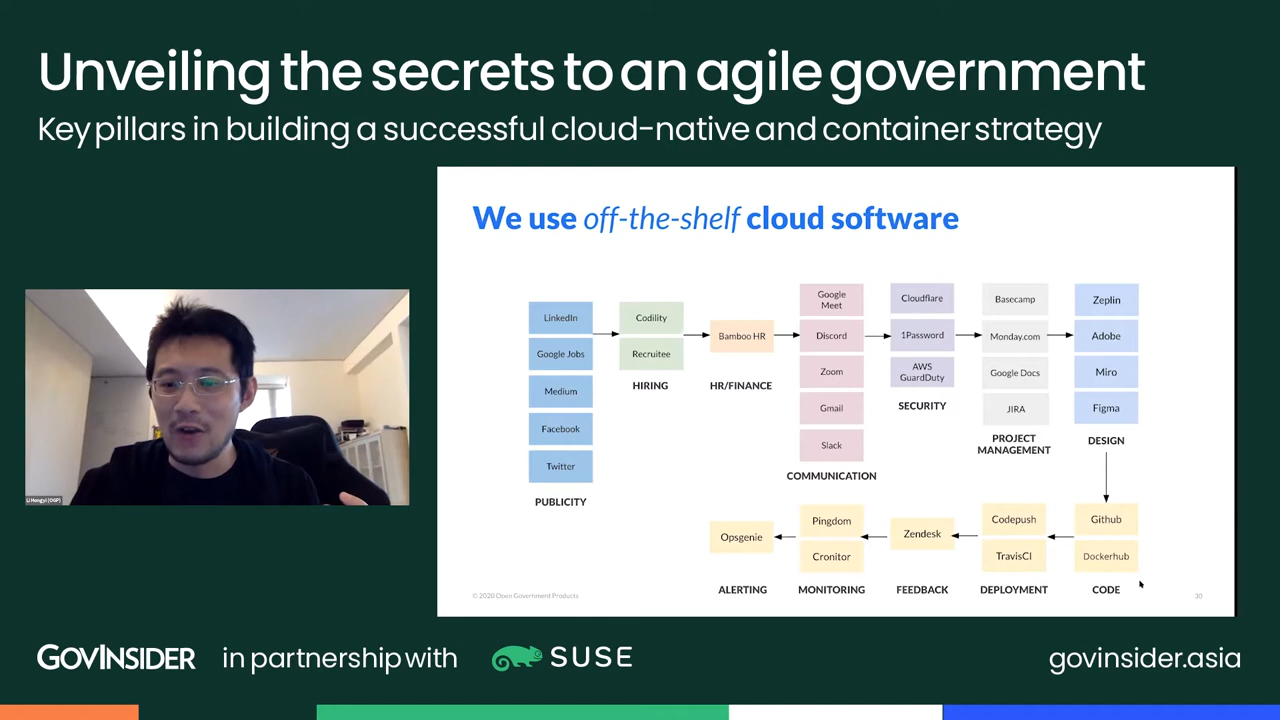 Unveiling the secrets to an agile government
Key pillars in building a successful cloud-native and container strategy
We use off-the-shelf cloud software
LinkedIn
Google Jobs
Medium
Facebook
Twitter
PUBLICITY
Codility
Recruitee
HIRING
Bamboo HR
HR/FINANCE
Google
Meet
Discord
Zoom
Gmail
Slack
COMMUNICATION
Cloudflare
1Password
AWS
GuardDuty
SECURITY
Basecamp
Monday.com
Google Docs
JIRA
PROJECT
MANAGEMENT
Zeplin
Adobe
Miro
Figma
DESIGN
Github
Dockerhub
CODE
Codepush
TravisCI
DEPLOYMENT
Zendesk
FEEDBACK
Pingdom
Cronitor
MONITORING
Opsgenie
ALERTING
© 2020 Open Government Products
30
Li Hongyi (OGP)
GOVINSIDER in partnership with SUSE
govinsider.asia